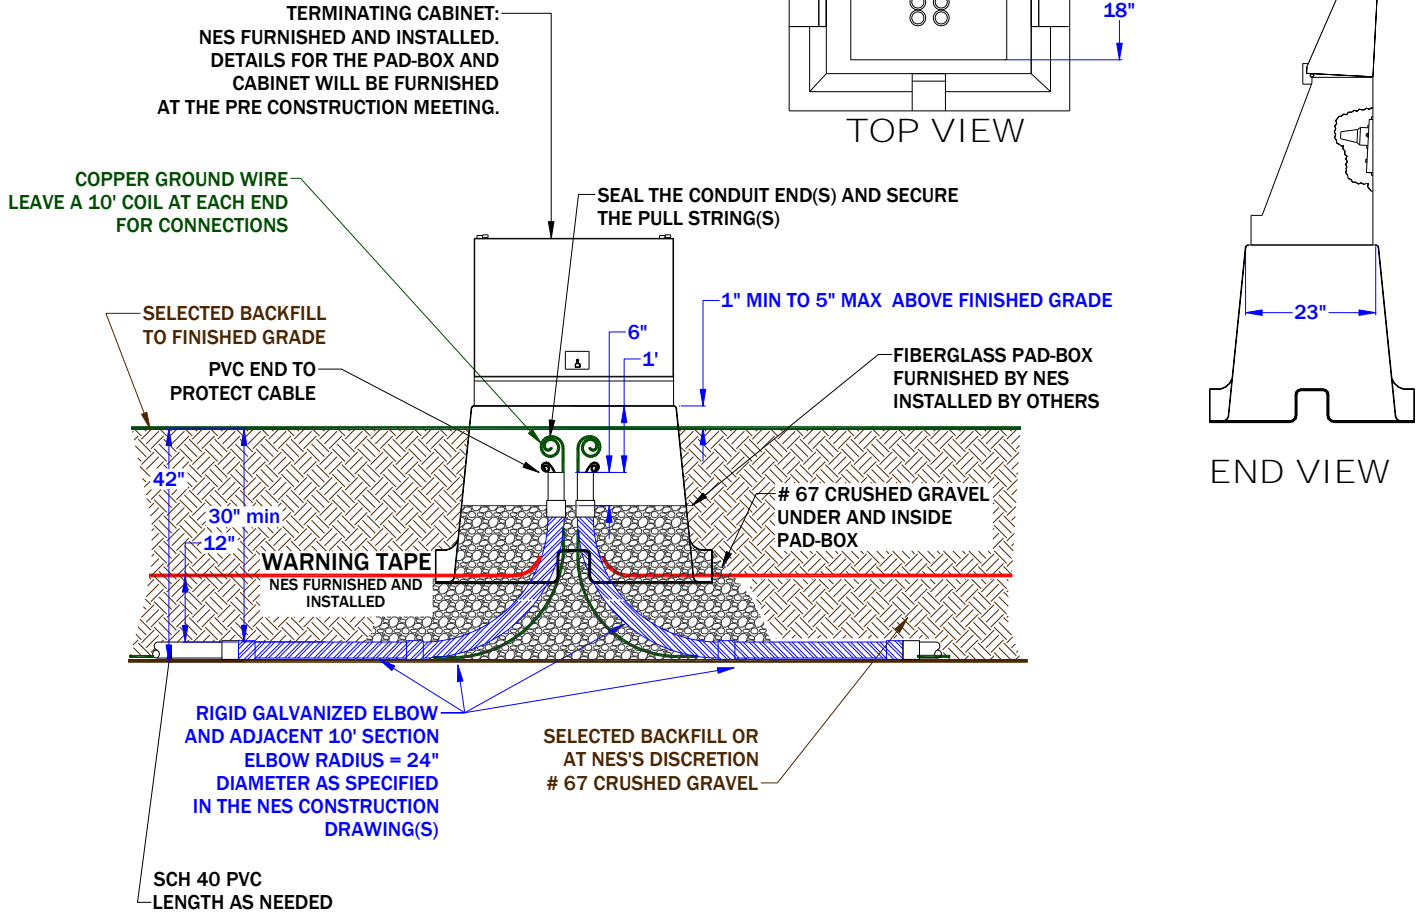 TERMINATING CABINET:
NES FURNISHED AND INSTALLED.
DETAILS FOR THE PAD-BOX AND
CABINET WILL BE FURNISHED
AT THE PRE CONSTRUCTION MEETING.
18"
TOP VIEW
COPPER GROUND WIRE
LEAVE A 10' COIL AT EACH END
FOR CONNECTIONS
SEAL THE CONDUIT END(S) AND SECURE
THE PULL STRING(S)
SELECTED BACKFILL
TO FINISHED GRADE
1" MIN TO 5" MAX ABOVE FINISHED GRADE
6"
1'
23"
PVC END TO
PROTECT CABLE
FIBERGLASS PAD-BOX
FURNISHED BY NES
INSTALLED BY OTHERS
END VIEW
42"
30" min
12"
# 67 CRUSHED GRAVEL
UNDER AND INSIDE
PAD-BOX
WARNING TAPE
NES FURNISHED AND
INSTALLED
RIGID GALVANIZED ELBOW
AND ADJACENT 10' SECTION
ELBOW RADIUS = 24"
DIAMETER AS SPECIFIED
IN THE NES CONSTRUCTION
DRAWING(S)
SELECTED BACKFILL OR
AT NES'S DISCRETION
# 67 CRUSHED GRAVEL
SCH 40 PVC
LENGTH AS NEEDED